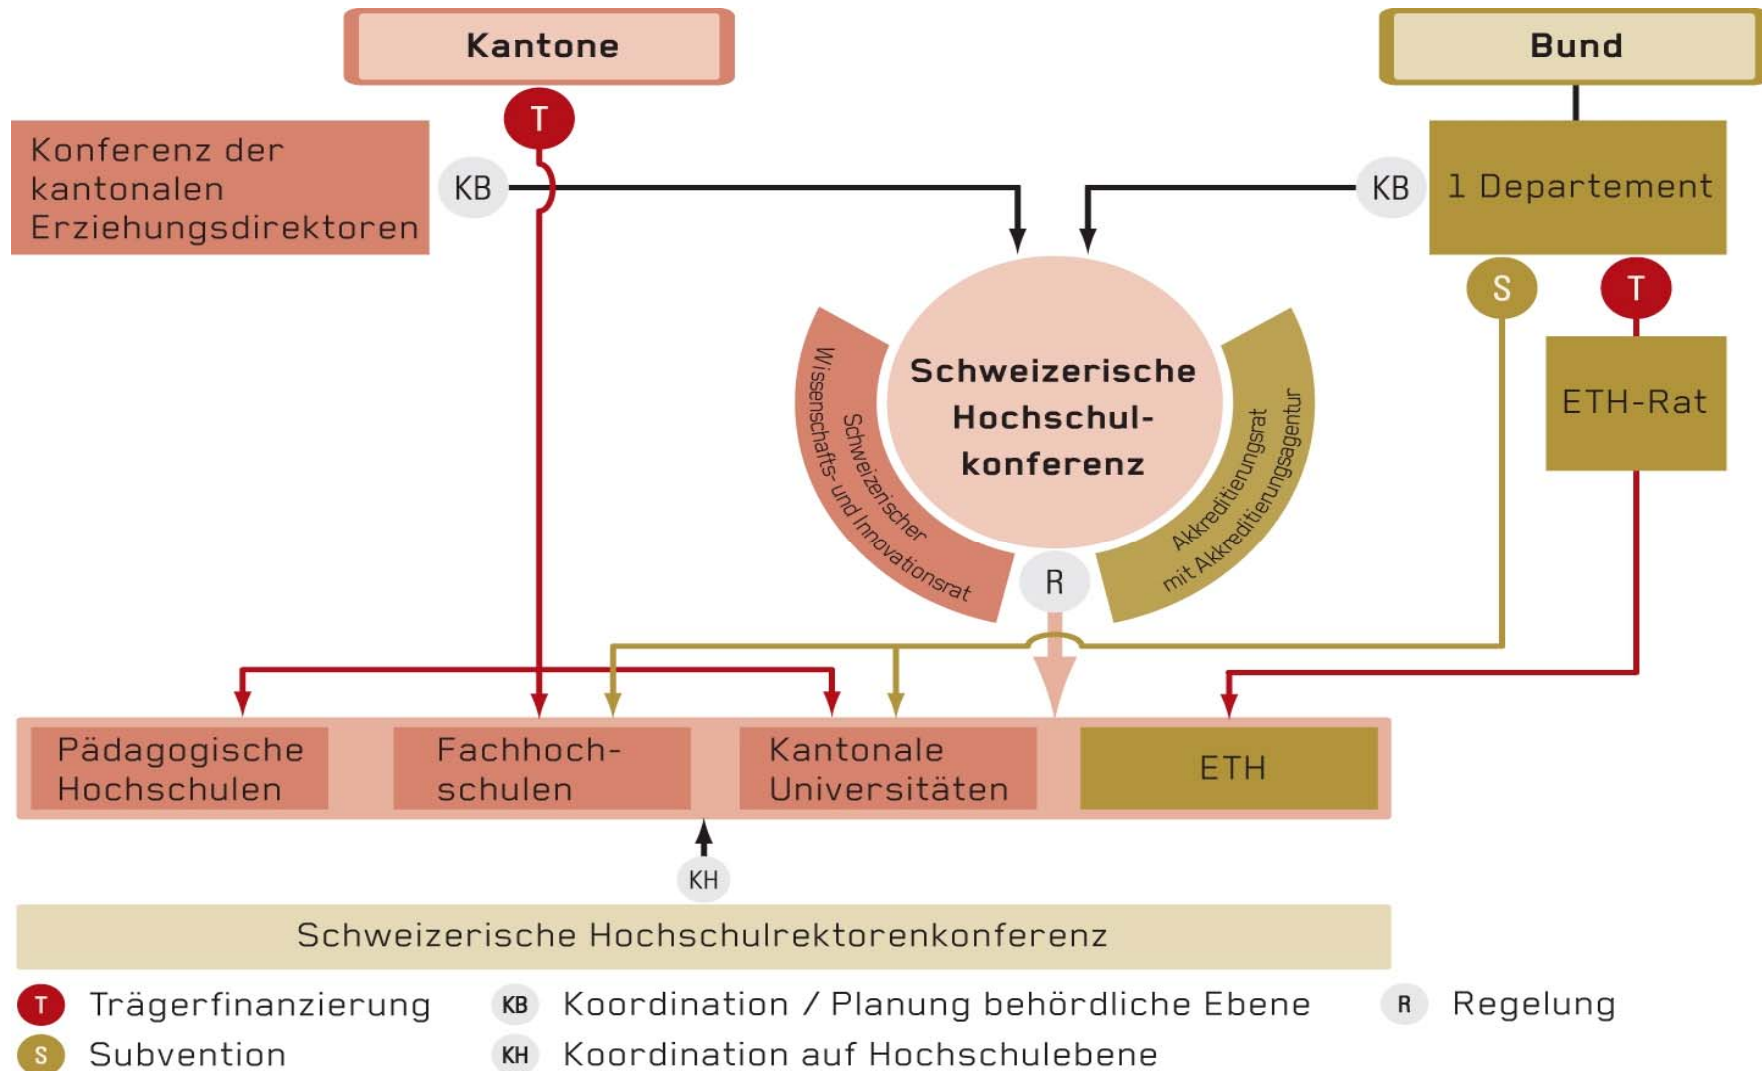 Kantone
Bund
T
Konferenz der
kantonalen
Erziehungsdirektoren
KB
KB
1 Departement
S
T
Schweizerische
Hochschul-
konferenz
Schweizerischer
Wissenschafts- und Innovationsrat
Akkreditierungsrat
mit Akkreditierungsagentur
ETH-Rat
R
Pädagogische
Hochschulen
Fachhoch-
schulen
Kantonale
Universitäten
ETH
KH
Schweizerische Hochschulrektorenkonferenz
T Trägerfinanzierung
KB Koordination / Planung behördliche Ebene
R Regelung
S Subvention
KH Koordination auf Hochschulebene